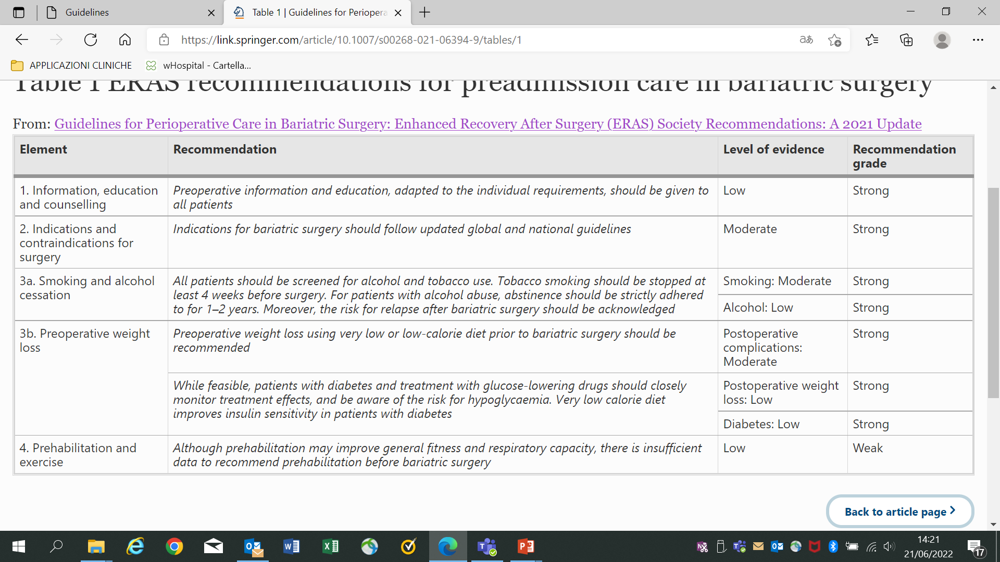 Guidelines
Table 1 | Guidelines for Periopera
https://link.springer.com/article/10.1007/s00268-021-06394-9/tables/1
APPLICAZIONI CLINICHE
wHospital - Cartella...
Table 1 ERAS recommendations for preadmission care in bariatric surgery
From: Guidelines for Perioperative Care in Bariatric Surgery: Enhanced Recovery After Surgery (ERAS) Society Recommendations: A 2021 Update
Element
Recommendation
Level of evidence
Recommendation
grade
1. Information, education
and counselling
Preoperative information and education, adapted to the individual requirements, should be given to
all patients
Low
Strong
2. Indications and
contraindications for
surgery
Indications for bariatric surgery should follow updated global and national guidelines
Moderate
Strong
3a. Smoking and alcohol
cessation
All patients should be screened for alcohol and tobacco use. Tobacco smoking should be stopped at
least 4 weeks before surgery. For patients with alcohol abuse, abstinence should be strictly adhered
to for 1–2 years. Moreover, the risk for relapse after bariatric surgery should be acknowledged
Smoking: Moderate
Strong
Alcohol: Low
Strong
3b. Preoperative weight
loss
Preoperative weight loss using very low or low-calorie diet prior to bariatric surgery should be
recommended
Postoperative
complications:
Moderate
Strong
While feasible, patients with diabetes and treatment with glucose-lowering drugs should closely
monitor treatment effects, and be aware of the risk for hypoglycaemia. Very low calorie diet
improves insulin sensitivity in patients with diabetes
Postoperative weight
loss: Low
Strong
Diabetes: Low
Strong
4. Prehabilitation and
exercise
Although prehabilitation may improve general fitness and respiratory capacity, there is insufficient
data to recommend prehabilitation before bariatric surgery
Low
Weak
Back to article page
14:21
21/06/2022
17